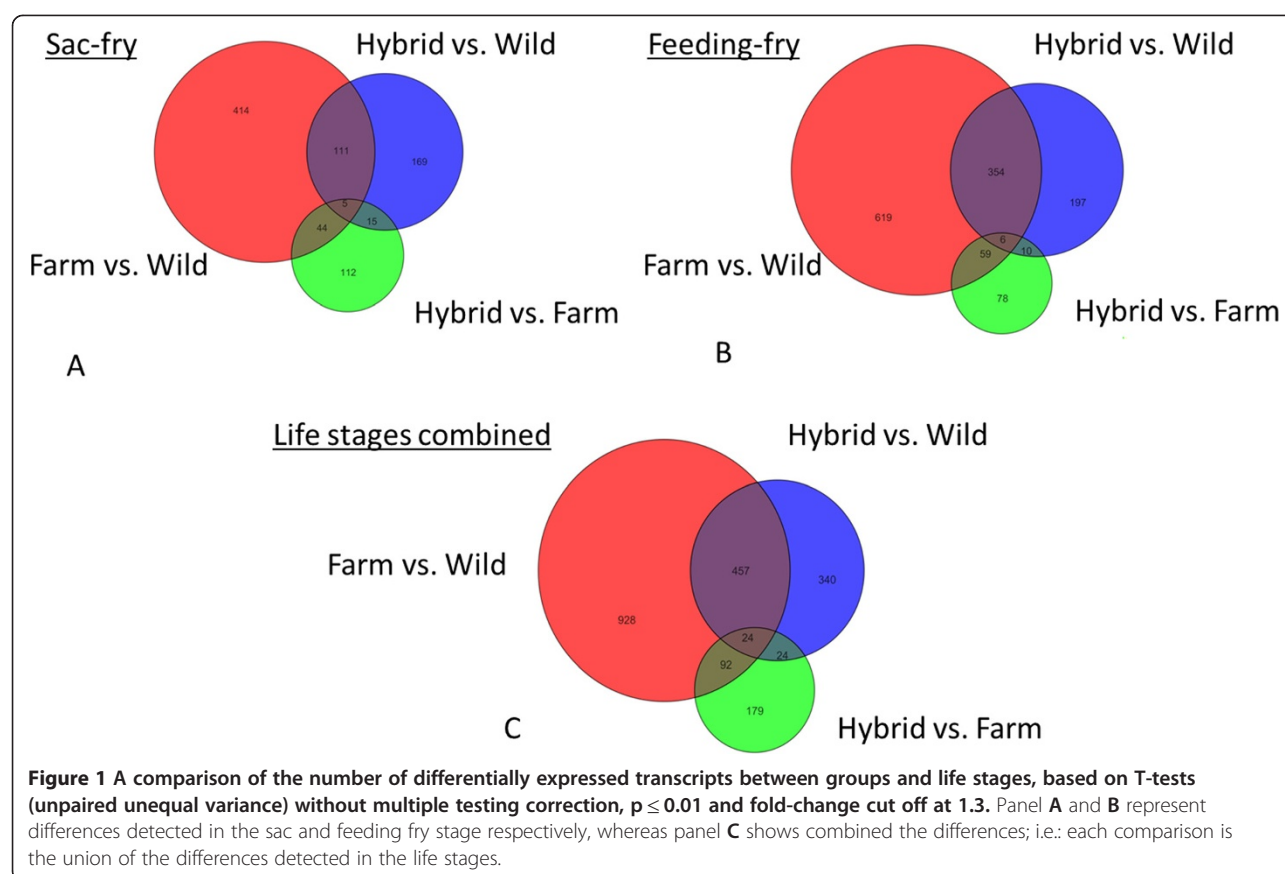 Sac-fry
Hybrid vs. Wild
414
111
169
5
44
15
112
Farm vs. Wild
Hybrid vs. Farm
A
Feeding-fry
Hybrid vs. Wild
354
197
619
6
59
10
78
Farm vs. Wild
Hybrid vs. Farm
B
Life stages combined
Hybrid vs. Wild
Farm vs. Wild
457
340
928
24
92
24
179
Hybrid vs. Farm
C
Figure 1 A comparison of the number of differentially expressed transcripts between groups and life stages, based on T-tests
(unpaired unequal variance) without multiple testing correction, p ≤ 0.01 and fold-change cut off at 1.3. Panel A and B represent
differences detected in the sac and feeding fry stage respectively, whereas panel C shows combined the differences; i.e.: each comparison is
the union of the differences detected in the life stages.